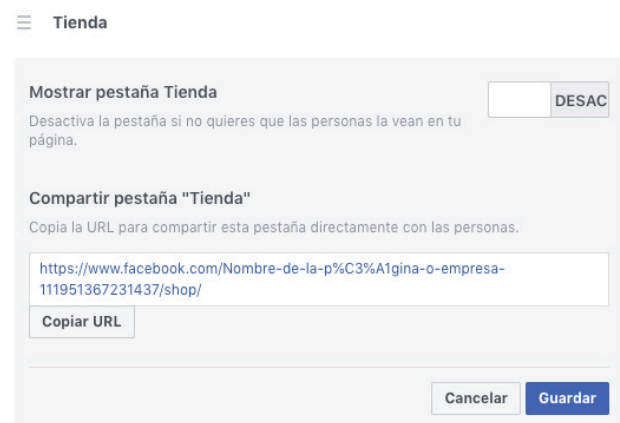 Tienda
Mostrar pestaña Tienda
DESAC
Desactiva la pestaña si no quieres que las personas la vean en tu
página.
Compartir pestaña "Tienda"
Copia la URL para compartir esta pestaña directamente con las personas.
https://www.facebook.com/Nombre-de-la-p%C3%A1gina-o-empresa-
111951367231437/shop/
Copiar URL
Cancelar
Guardar